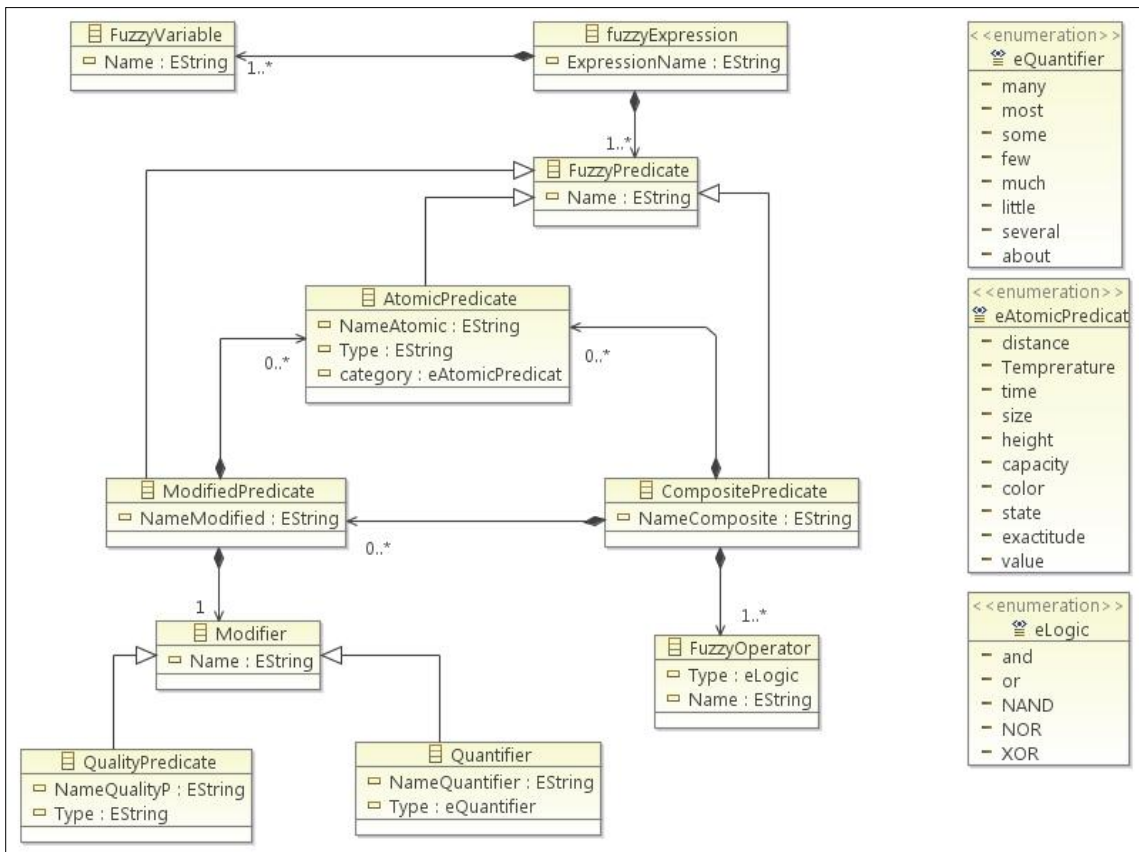 FuzzyVariable
Name : EString
1..*
fuzzyExpression
ExpressionName : EString
1..*
FuzzyPredicate
Name : EString
AtomicPredicate
NameAtomic : EString
Type : EString
category : eAtomicPredicat
0..*
0..*
ModifiedPredicate
NameModified : EString
CompositePredicate
NameComposite : EString
0..*
1
1..*
Modifier
Name : EString
FuzzyOperator
Type : eLogic
Name : EString
QualityPredicate
NameQualityP : EString
Type : EString
Quantifier
NameQuantifier : EString
Type : eQuantifier
<<enumeration>>
eQuantifier
many
most
some
few
much
little
several
about
<<enumeration>>
eAtomicPredicat
distance
Temprerature
time
size
height
capacity
color
state
exactitude
value
<<enumeration>>
eLogic
and
or
NAND
NOR
XOR